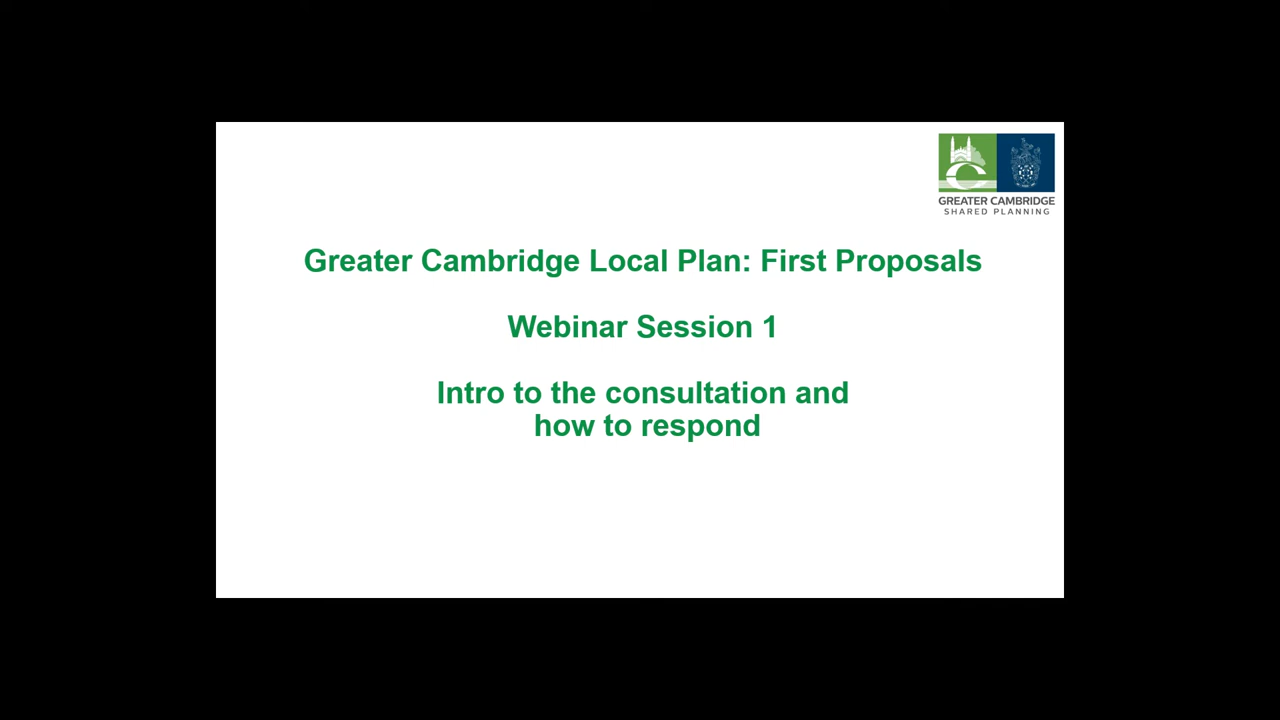 GREATER CAMBRIDGE
SHARED PLANNING
Greater Cambridge Local Plan: First Proposals
Webinar Session 1
Intro to the consultation and
how to respond